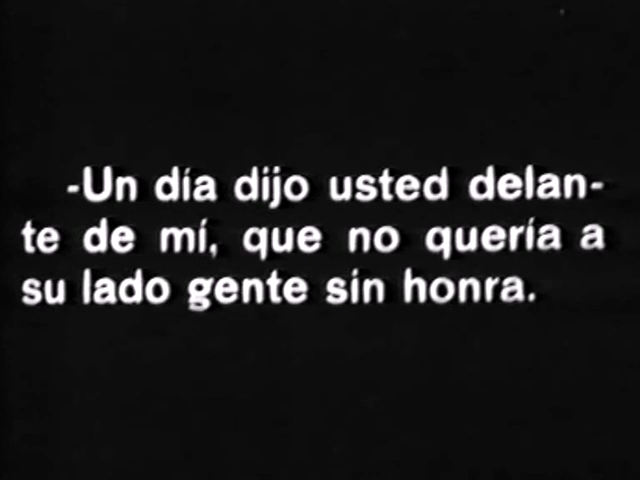 -Un día dijo usted delan-
te de mí, que no quería a
su lado gente sin honra.